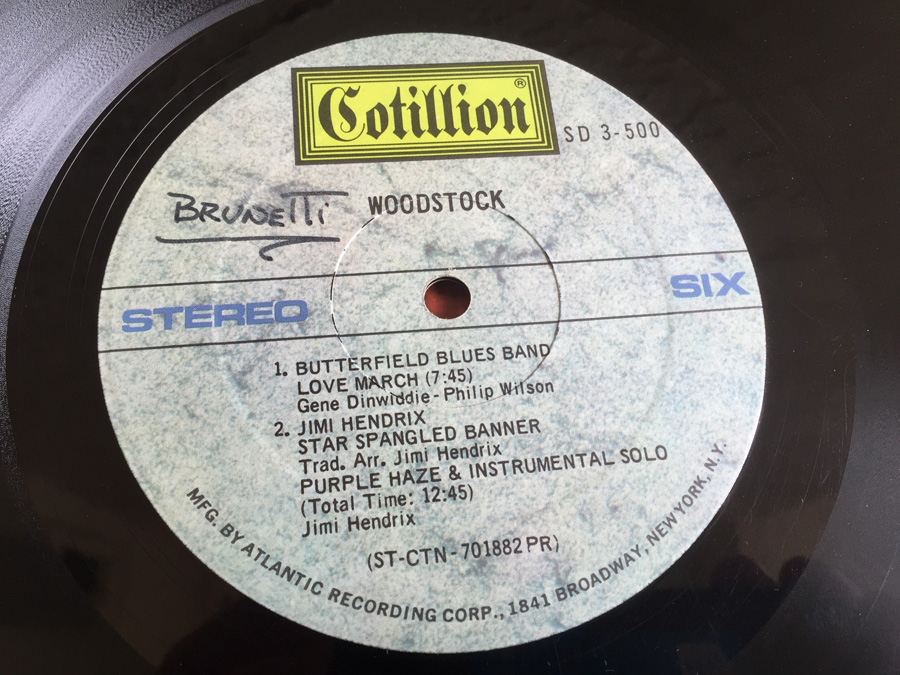 Cotillion®
SD 3-500
BRUNETTi
WOODSTOCK
STEREO
SIX
1. BUTTERFIELD BLUES BAND
LOVE MARCH (7:45)
Gene Dinwiddie - Philip Wilson
2. JIMI HENDRIX
STAR SPANGLED BANNER
Trad. Arr. Jimi Hendrix
PURPLE HAZE & INSTRUMENTAL SOLO
(Total Time: 12:45)
Jimi Hendrix
(ST-CTN-701882 PR)
MFG. BY ATLANTIC RECORDING CORP., 1841 BROADWAY, NEW YORK, N.Y.